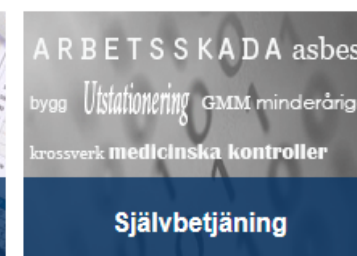 ARBETSSKADA asbes
bygg Utstationering GMM minderårig
krossverk medicinska kontroller
Självbetjäning